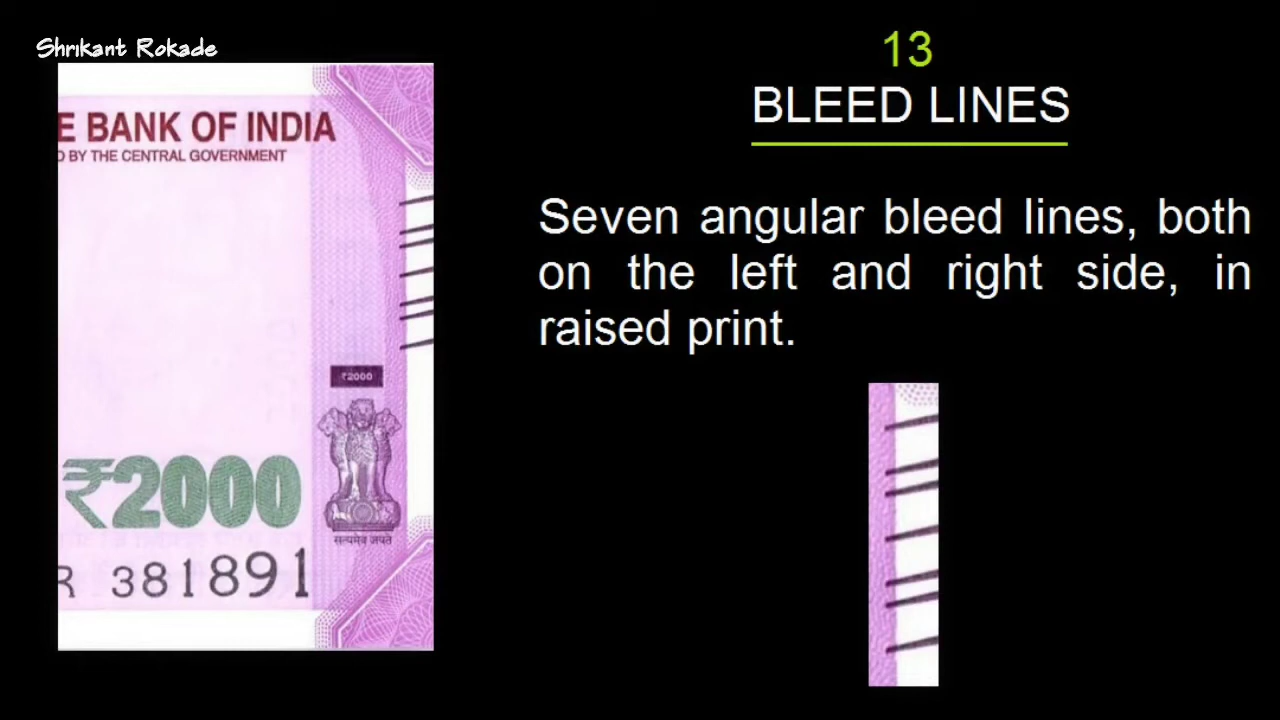 Shrikant Rokade
13
BLEED LINES
E BANK OF INDIA
D BY THE CENTRAL GOVERNMENT
Seven angular bleed lines, both
on the left and right side, in
raised print.
₹2000
₹2000
सत्यमेव जयते
R 381891